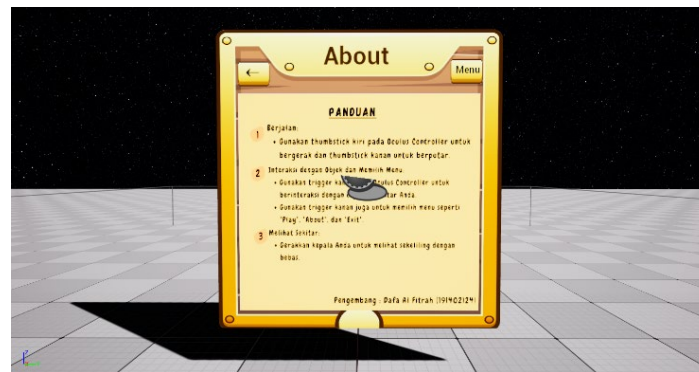 About
←
Menu
PANDUAN
1 Berjalan:
• Gunakan thumbstick kiri pada Oculus Controller untuk
bergerak dan thumbstick kanan untuk berputar.
2 Interaksi dengan Objek dan Memilih Menu
• Gunakan trigger Oculus Controller untuk
berinteraksi dengan Anda.
• Gunakan trigger kanan juga untuk memilih menu seperti
"Play", "About", dan "Exit".
3 Melihat Sekitar:
• Gerakkan kepala Anda untuk melihat sekeliling dengan
bebas.
Pengembang : Dafa Al Fitrah (191402124)